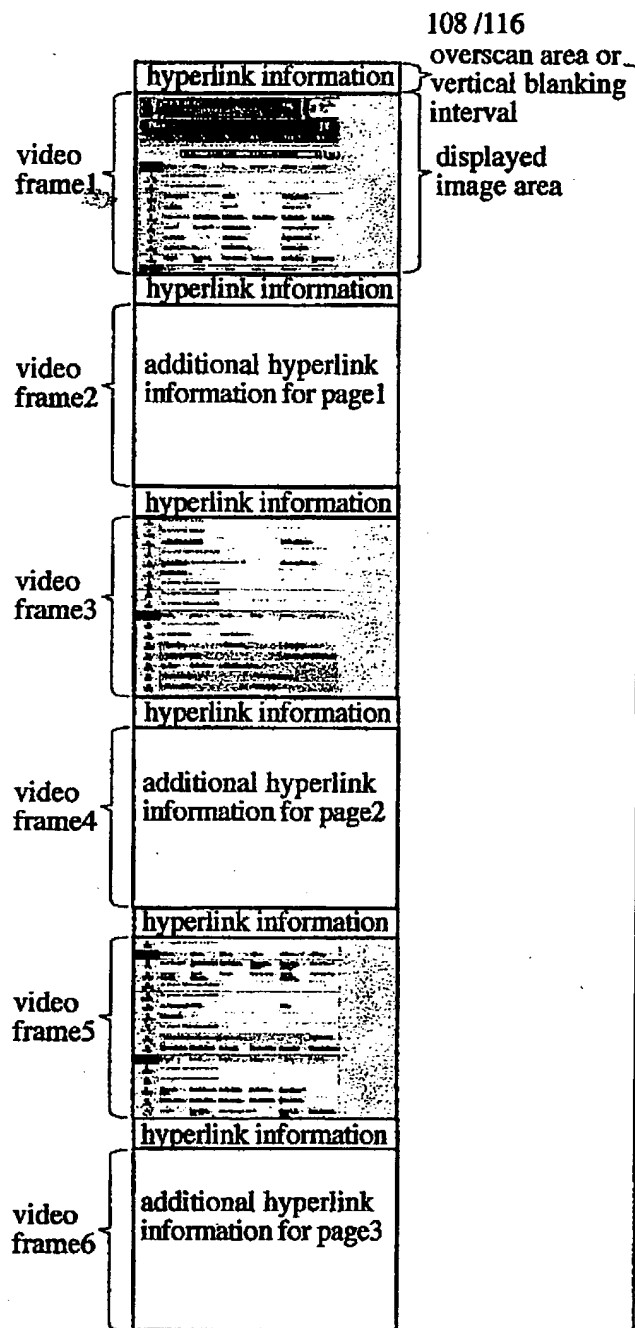 108 /116
overscan area or
vertical blanking
interval
hyperlink information
video
frame1
displayed
image area
hyperlink information
video
frame2
additional hyperlink
information for page1
hyperlink information
video
frame3
hyperlink information
video
frame4
additional hyperlink
information for page2
hyperlink information
video
frame5
hyperlink information
video
frame6
additional hyperlink
information for page3